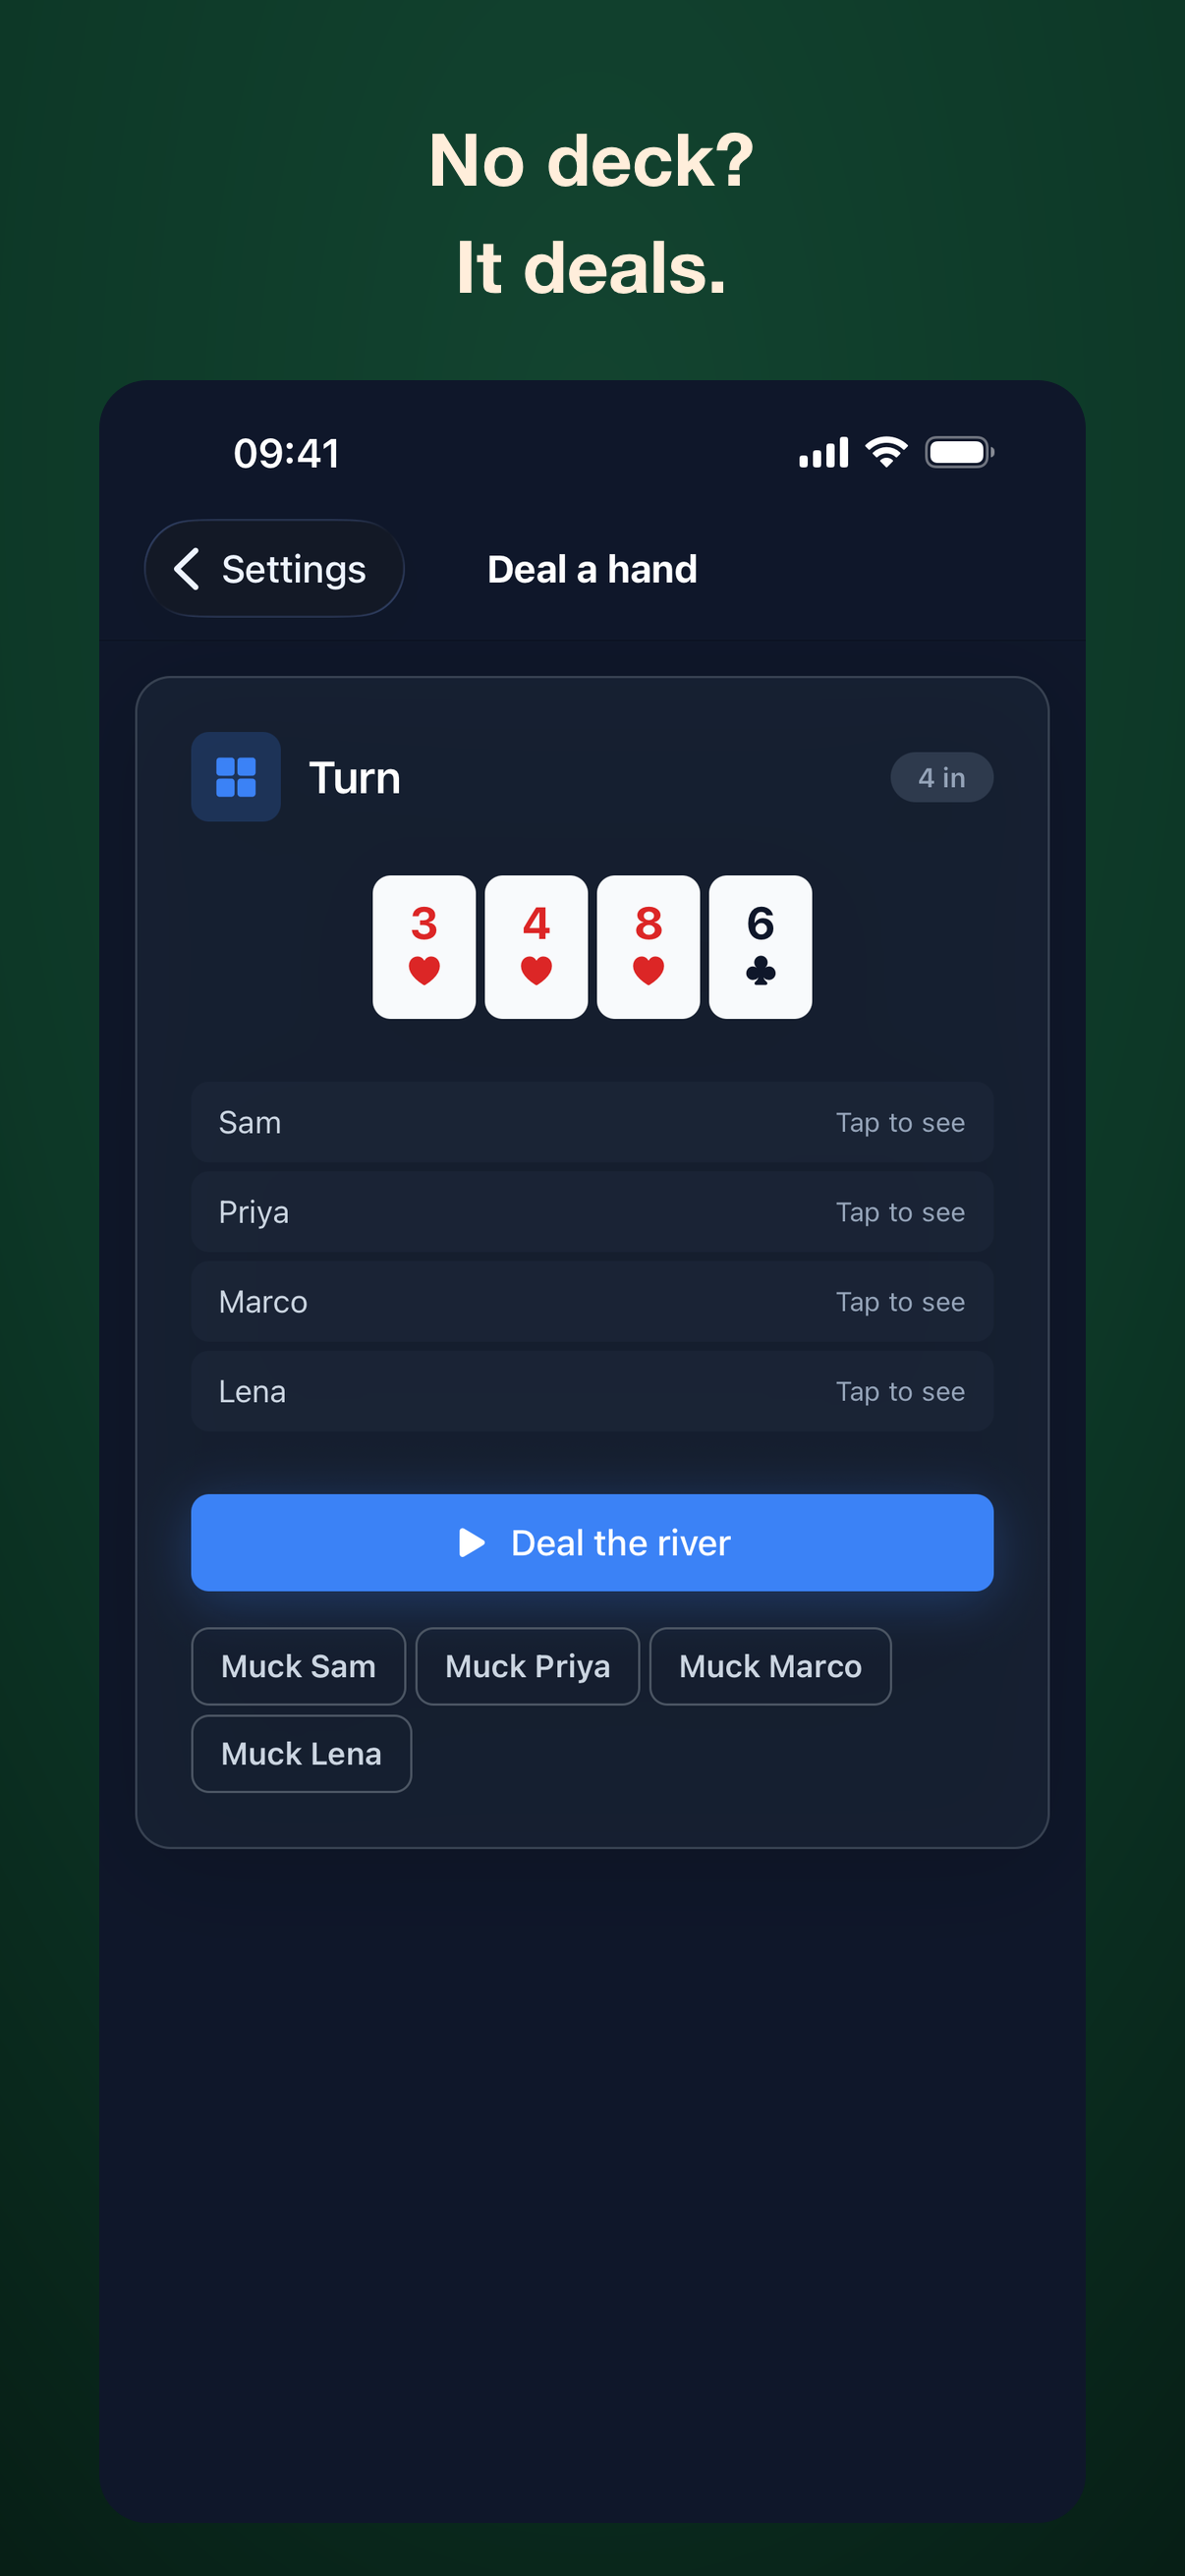 No deck?
It deals.
09:41
Settings
Deal a hand
Turn
4 in
3 4 8 6
Sam Tap to see
Priya Tap to see
Marco Tap to see
Lena Tap to see
Deal the river
Muck Sam Muck Priya Muck Marco
Muck Lena